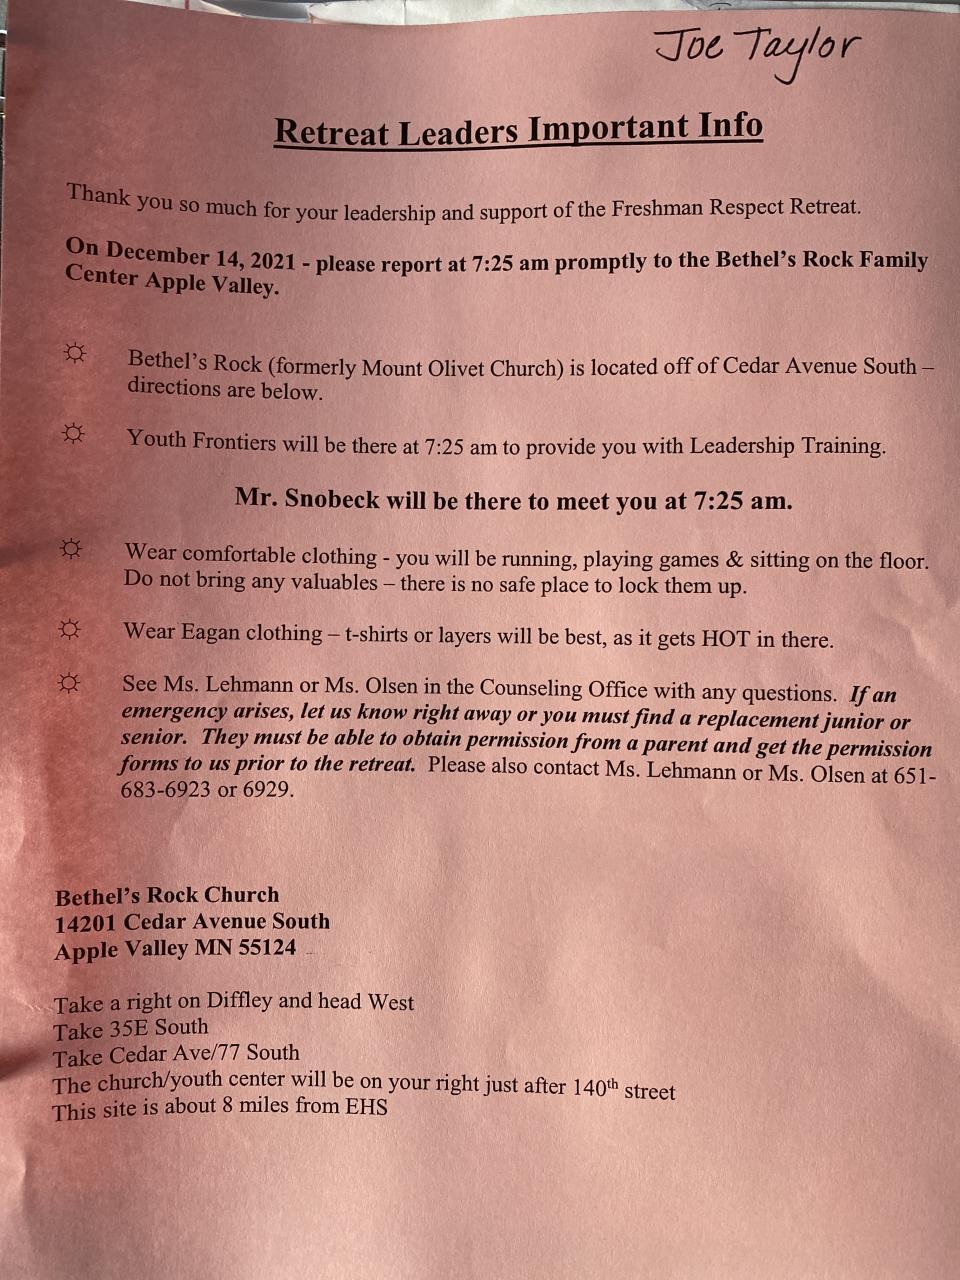 Joe Taylor
Retreat Leaders Important Info
Thank you so much for your leadership and support of the Freshman Respect Retreat.
On December 14, 2021 - please report at 7:25 am promptly to the Bethel's Rock Family
Center Apple Valley.
Bethel's Rock (formerly Mount Olivet Church) is located off of Cedar Avenue South –
directions are below.
Youth Frontiers will be there at 7:25 am to provide you with Leadership Training.
Mr. Snobeck will be there to meet you at 7:25 am.
Wear comfortable clothing - you will be running, playing games & sitting on the floor.
Do not bring any valuables – there is no safe place to lock them up.
Wear Eagan clothing – t-shirts or layers will be best, as it gets HOT in there.
See Ms. Lehmann or Ms. Olsen in the Counseling Office with any questions. If an
emergency arises, let us know right away or you must find a replacement junior or
senior. They must be able to obtain permission from a parent and get the permission
forms to us prior to the retreat. Please also contact Ms. Lehmann or Ms. Olsen at 651-
683-6923 or 6929.
Bethel's Rock Church
14201 Cedar Avenue South
Apple Valley MN 55124
Take a right on Diffley and head West
Take 35E South
Take Cedar Ave/77 South
The church/youth center will be on your right just after 140th street
This site is about 8 miles from EHS